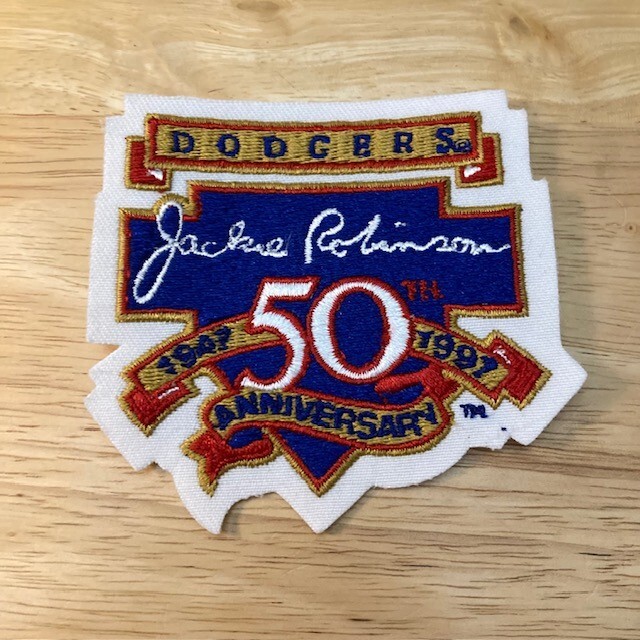 DODGERS®
Jackie Robinson
50TH
1947 1997
ANNIVERSARY
TM